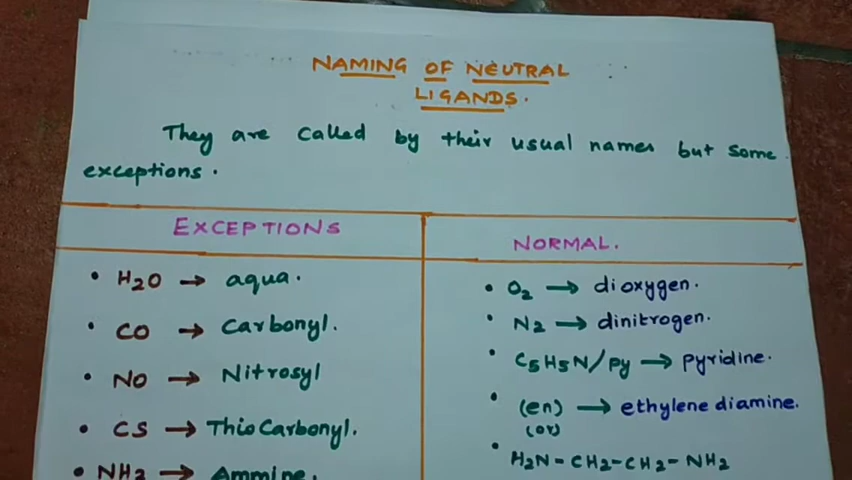 NAMING OF NEUTRAL
LIGANDS.
They are called by their usual names but some
exceptions.
EXCEPTIONS
• H2O → aqua.
• CO → Carbonyl.
• NO → Nitrosyl
• CS → ThioCarbonyl.
• NH2 → Ammine.
NORMAL.
• O2 → dioxygen.
• N2 → dinitrogen.
• C5H5N/py → pyridine.
• (en) → ethylene diamine.
(or)
• H2N-CH2-CH2-NH2